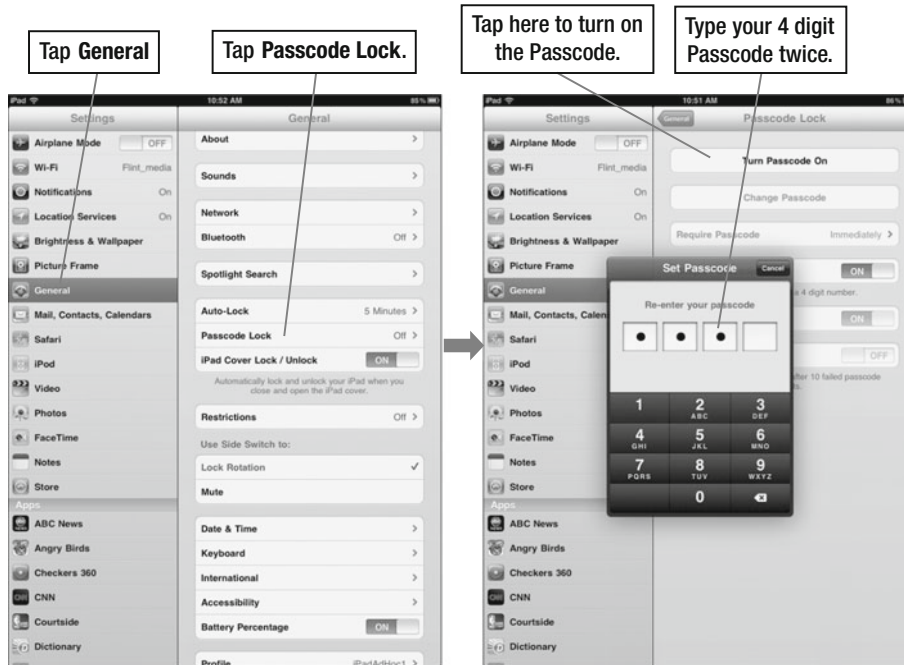 Tap General
Tap Passcode Lock.
Tap here to turn on
the Passcode.
Type your 4 digit
Passcode twice.
iPad
10:52 AM
85%
Settings
General
Airplane Mode OFF
Wi-Fi Flint_media
Notifications On
Location Services On
Brightness & Wallpaper
Picture Frame
General
Mail, Contacts, Calendars
Safari
iPod
Video
Photos
FaceTime
Notes
Store
Apps
ABC News
Angry Birds
Checkers 360
CNN
Courtside
Dictionary
About
Sounds
Network
Bluetooth Off
Spotlight Search
Auto-Lock 5 Minutes
Passcode Lock Off
iPad Cover Lock / Unlock ON
Automatically lock and unlock your iPad when you
close and open the iPad cover.
Restrictions Off
Use Side Switch to:
Lock Rotation
Mute
Date & Time
Keyboard
International
Accessibility
Battery Percentage ON
Profile iPadAdHoc1
iPad
10:51 AM
86%
Settings
General
Passcode Lock
Airplane Mode OFF
Wi-Fi Flint_media
Notifications On
Location Services On
Brightness & Wallpaper
Picture Frame
General
Mail, Contacts, Calen
Safari
iPod
Video
Photos
FaceTime
Notes
Store
Apps
ABC News
Angry Birds
Checkers 360
CNN
Courtside
Dictionary
Turn Passcode On
Change Passcode
Require Passcode Immediately
ON
a 4 digit number.
ON
OFF
after 10 failed passcode
Set Passcode
Cancel
Re-enter your passcode
1 2 3
ABC DEF
4 5 6
GHI JKL MNO
7 8 9
PQRS TUV WXYZ
0